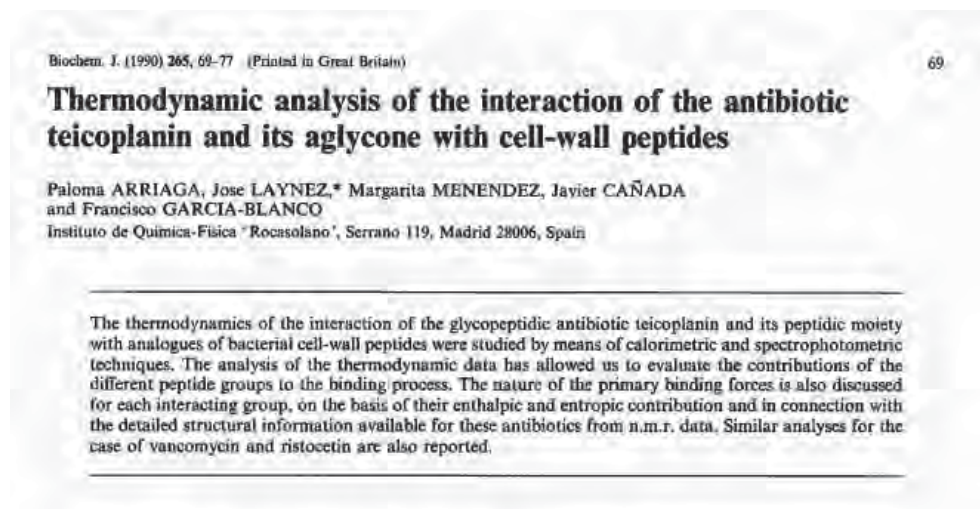 Biochem. J. (1990) 265, 69–77 (Printed in Great Britain)
69
Thermodynamic analysis of the interaction of the antibiotic
teicoplanin and its aglycone with cell-wall peptides
Paloma ARRIAGA, Jose LAYNEZ,* Margarita MENENDEZ, Javier CAÑADA
and Francisco GARCIA-BLANCO
Instituto de Quimica-Fisica 'Rocasolano', Serrano 119, Madrid 28006, Spain
The thermodynamics of the interaction of the glycopeptidic antibiotic teicoplanin and its peptidic moiety
with analogues of bacterial cell-wall peptides were studied by means of calorimetric and spectrophotometric
techniques. The analysis of the thermodynamic data has allowed us to evaluate the contributions of the
different peptide groups to the binding process. The nature of the primary binding forces is also discussed
for each interacting group, on the basis of their enthalpic and entropic contribution and in connection with
the detailed structural information available for these antibiotics from n.m.r. data. Similar analyses for the
case of vancomycin and ristocetin are also reported.